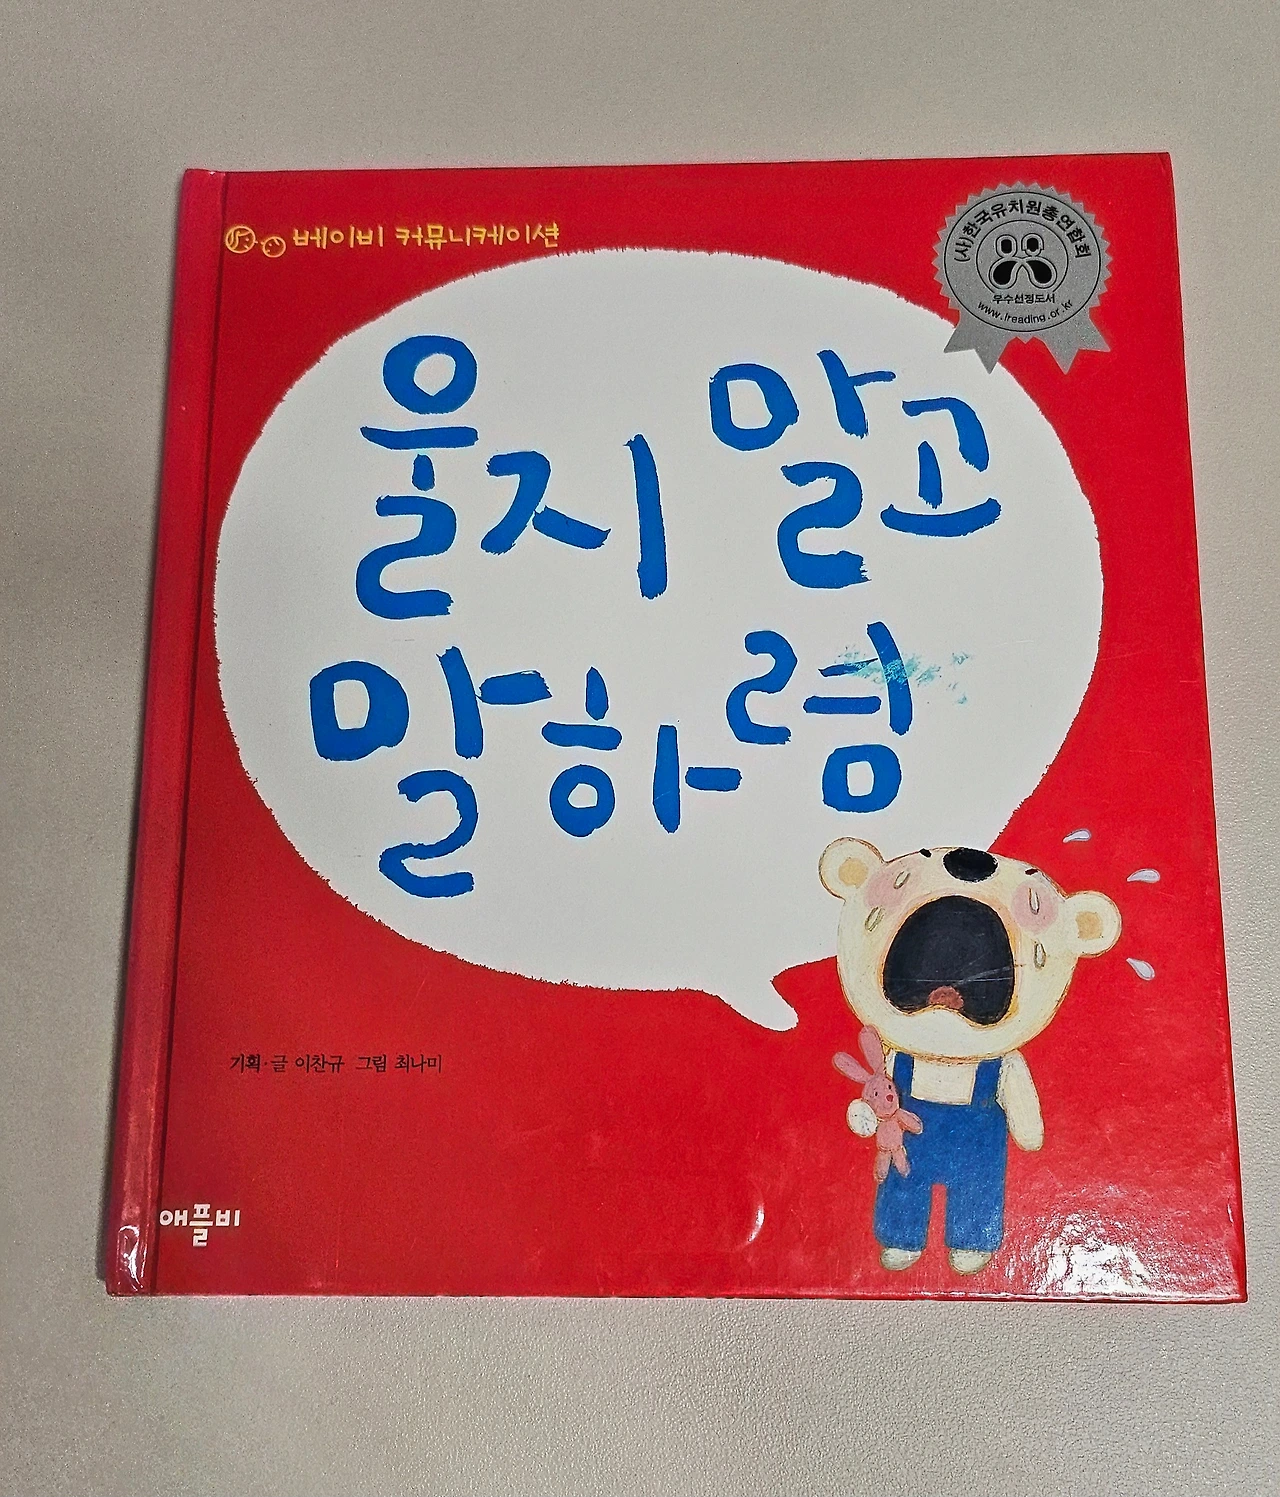 베이비 커뮤니케이션
(사)한국유치원총연합회
우수선정도서
www.ireading.or.kr
울지 말고
말하렴
기획·글 이찬규 그림 최나미
애플비